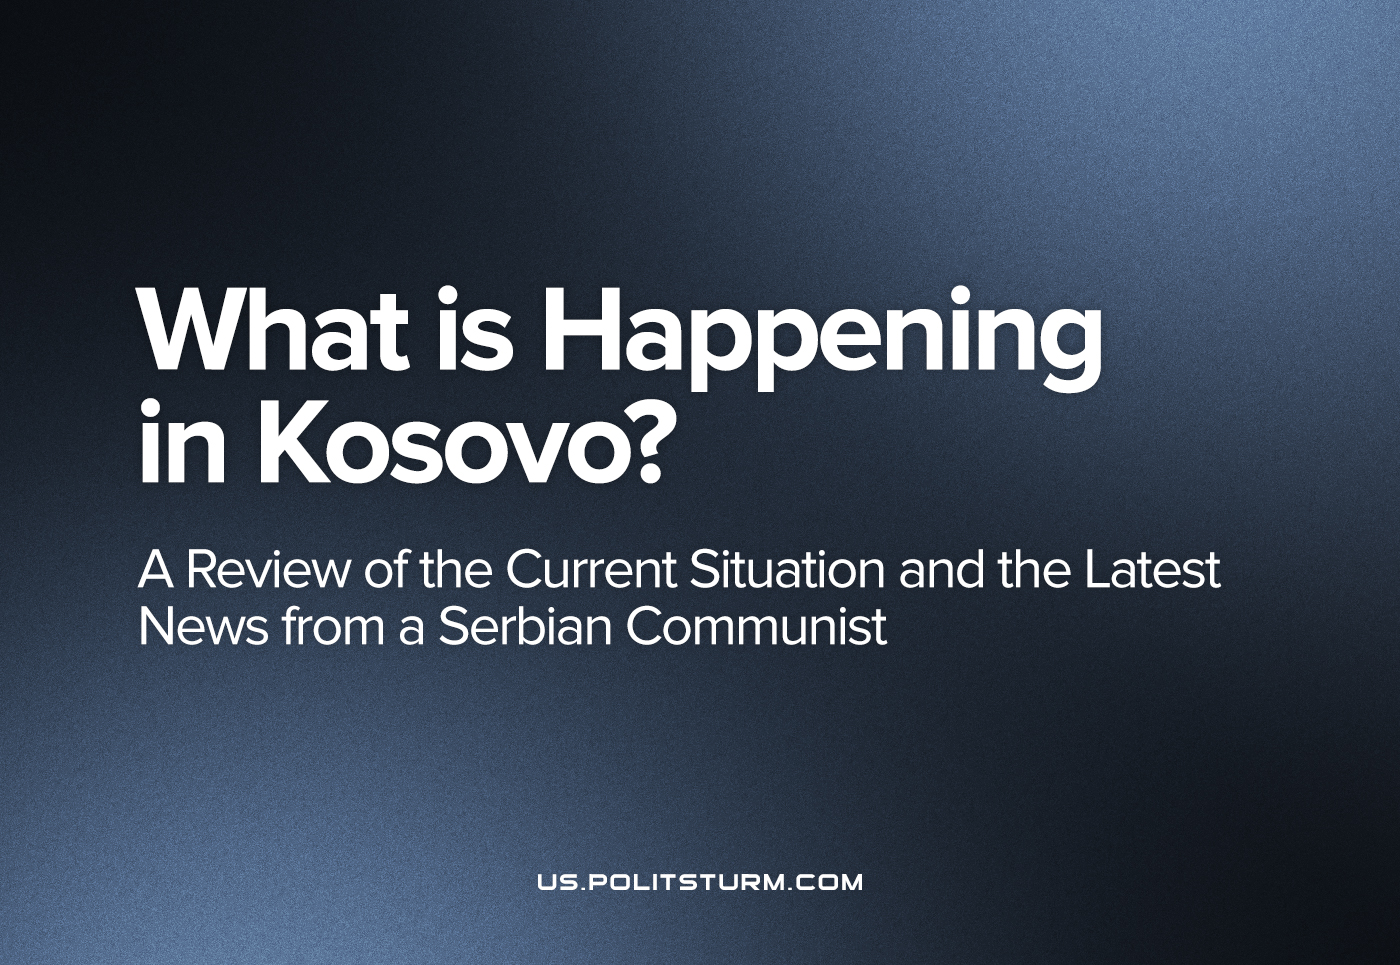 What is Happening
in Kosovo?
A Review of the Current Situation and the Latest
News from a Serbian Communist
US.POLITSTURM.COM